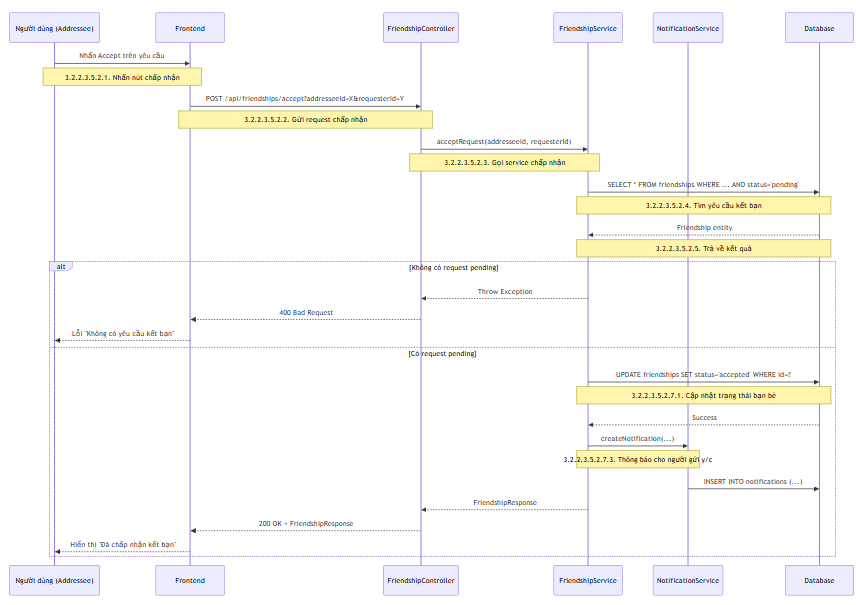 Người dùng (Addressee)
Frontend
FriendshipController
FriendshipService
NotificationService
Database
Nhấn Accept trên yêu cầu
3.2.2.3.5.2.1. Nhấn nút chấp nhận
POST /api/friendships/accept?addresseeId=X&requesterId=Y
3.2.2.3.5.2.2. Gửi request chấp nhận
acceptRequest(addresseeId, requesterId)
3.2.2.3.5.2.3. Gọi service chấp nhận
SELECT * FROM friendships WHERE ... AND status='pending'
3.2.2.3.5.2.4. Tìm yêu cầu kết bạn
Friendship entity
3.2.2.3.5.2.5. Trả về kết quả
alt
[Không có request pending]
Throw Exception
400 Bad Request
Lỗi "Không có yêu cầu kết bạn"
[Có request pending]
UPDATE friendships SET status='accepted' WHERE id=?
3.2.2.3.5.2.7.1. Cập nhật trạng thái bạn bè
Success
createNotification(...)
3.2.2.3.5.2.7.3. Thông báo cho người gửi y/c
INSERT INTO notifications (...)
FriendshipResponse
200 OK + FriendshipResponse
Hiển thị "Đã chấp nhận kết bạn"
Người dùng (Addressee)
Frontend
FriendshipController
FriendshipService
NotificationService
Database